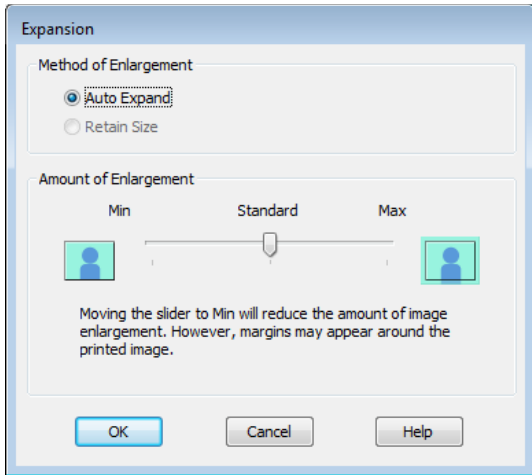 Expansion
Method of Enlargement
Auto Expand
Retain Size
Amount of Enlargement
Min Standard Max
Moving the slider to Min will reduce the amount of image
enlargement. However, margins may appear around the
printed image.
OK Cancel Help